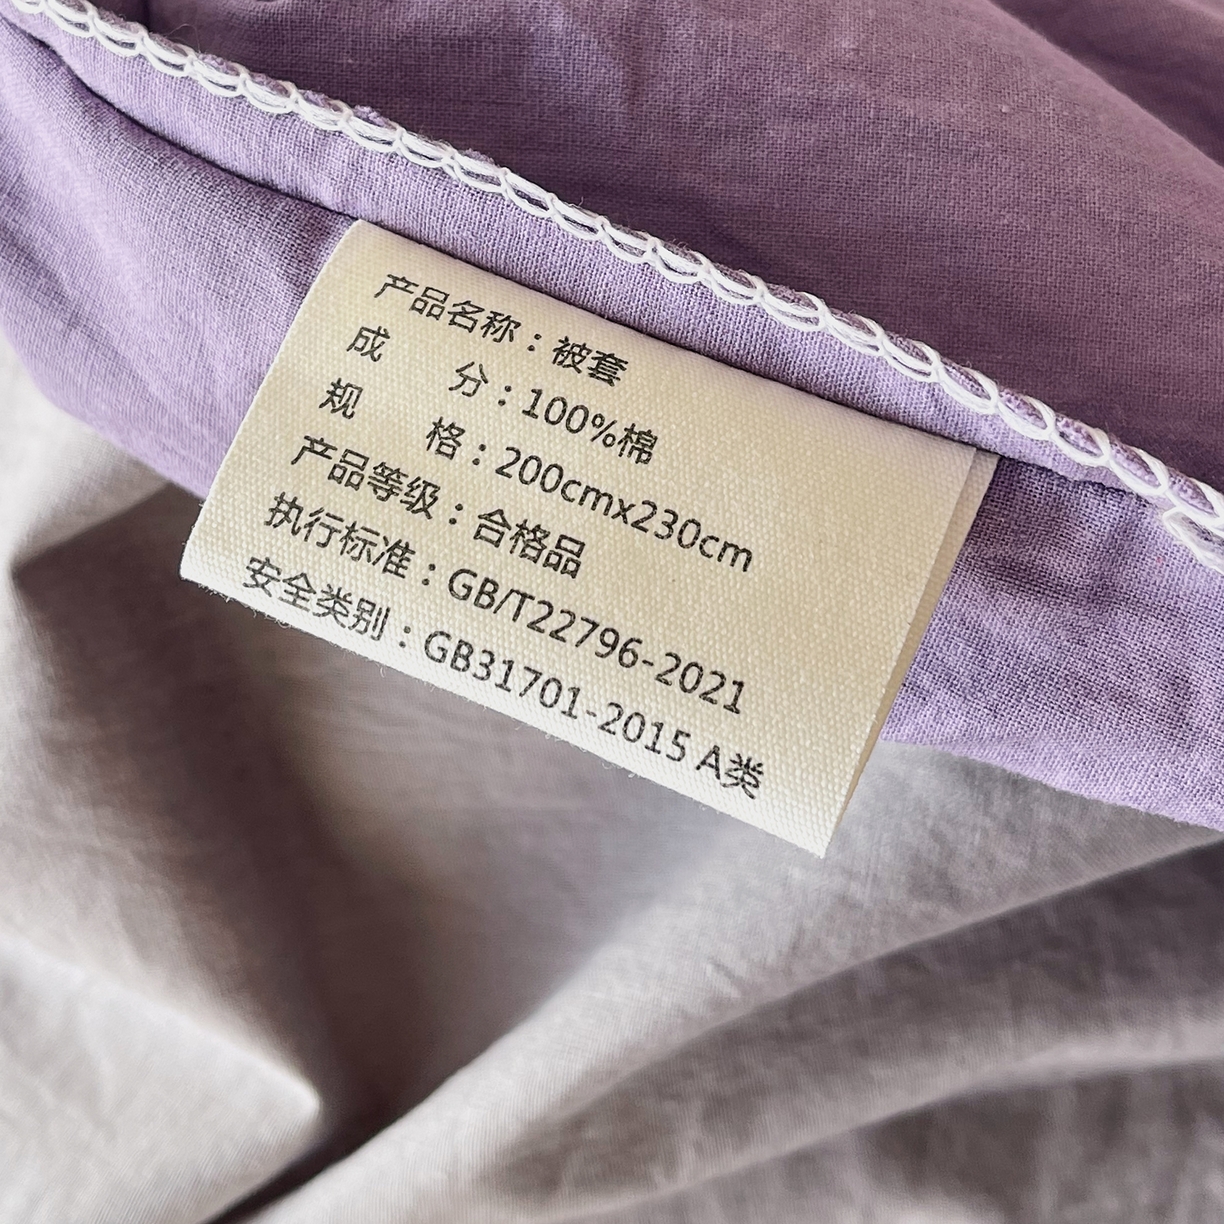 产品名称：被套
成 分：100%棉
规 格：200cmx230cm
产品等级：合格品
执行标准：GB/T22796-2021
安全类别：GB31701-2015 A类